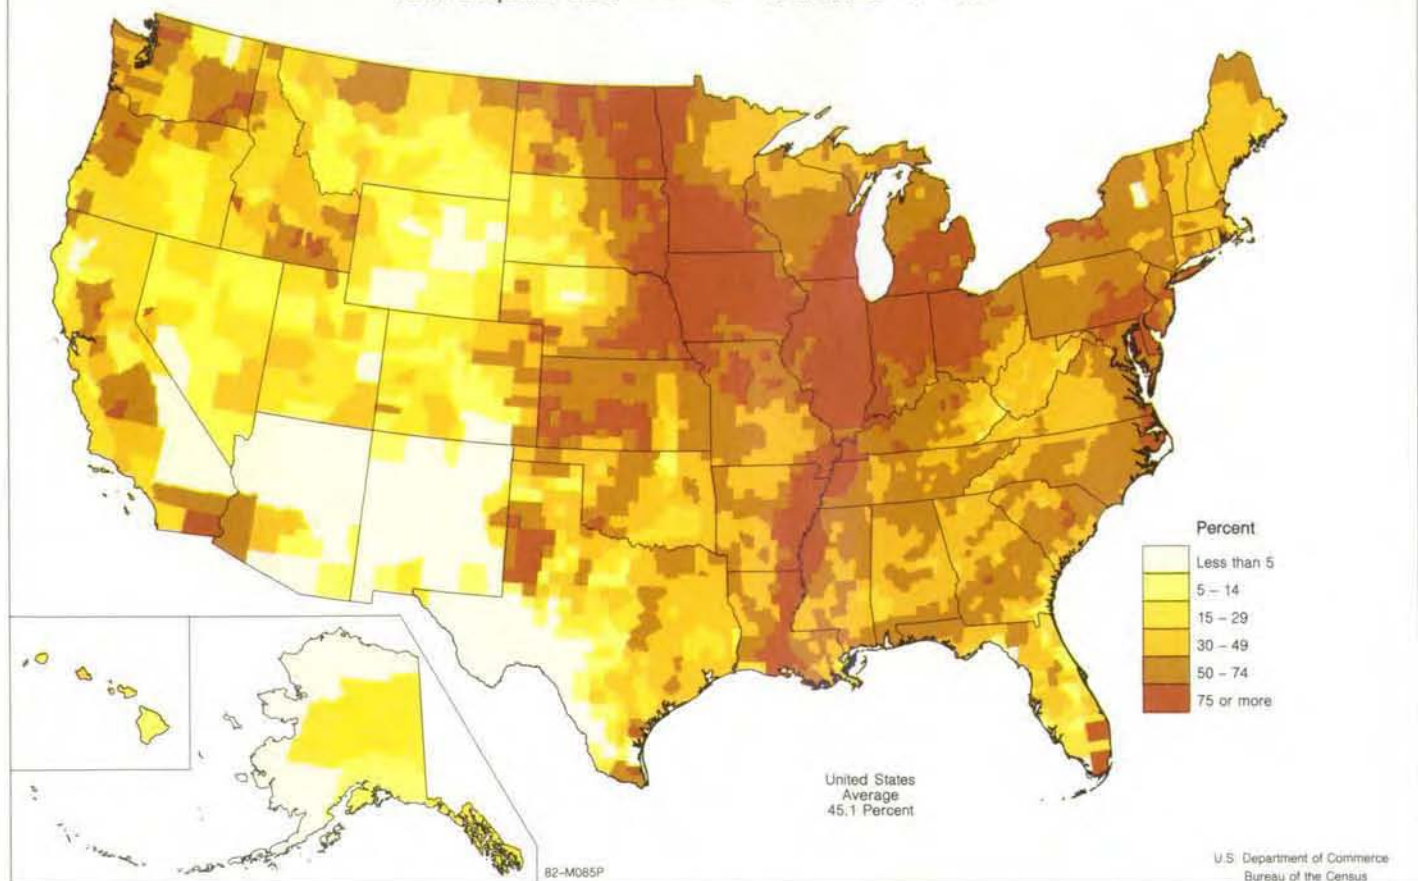 Percent
Less than 5
5 – 14
15 – 29
30 – 49
50 – 74
75 or more
United States
Average
45.1 Percent
82-M085P
U.S. Department of Commerce
Bureau of the Census